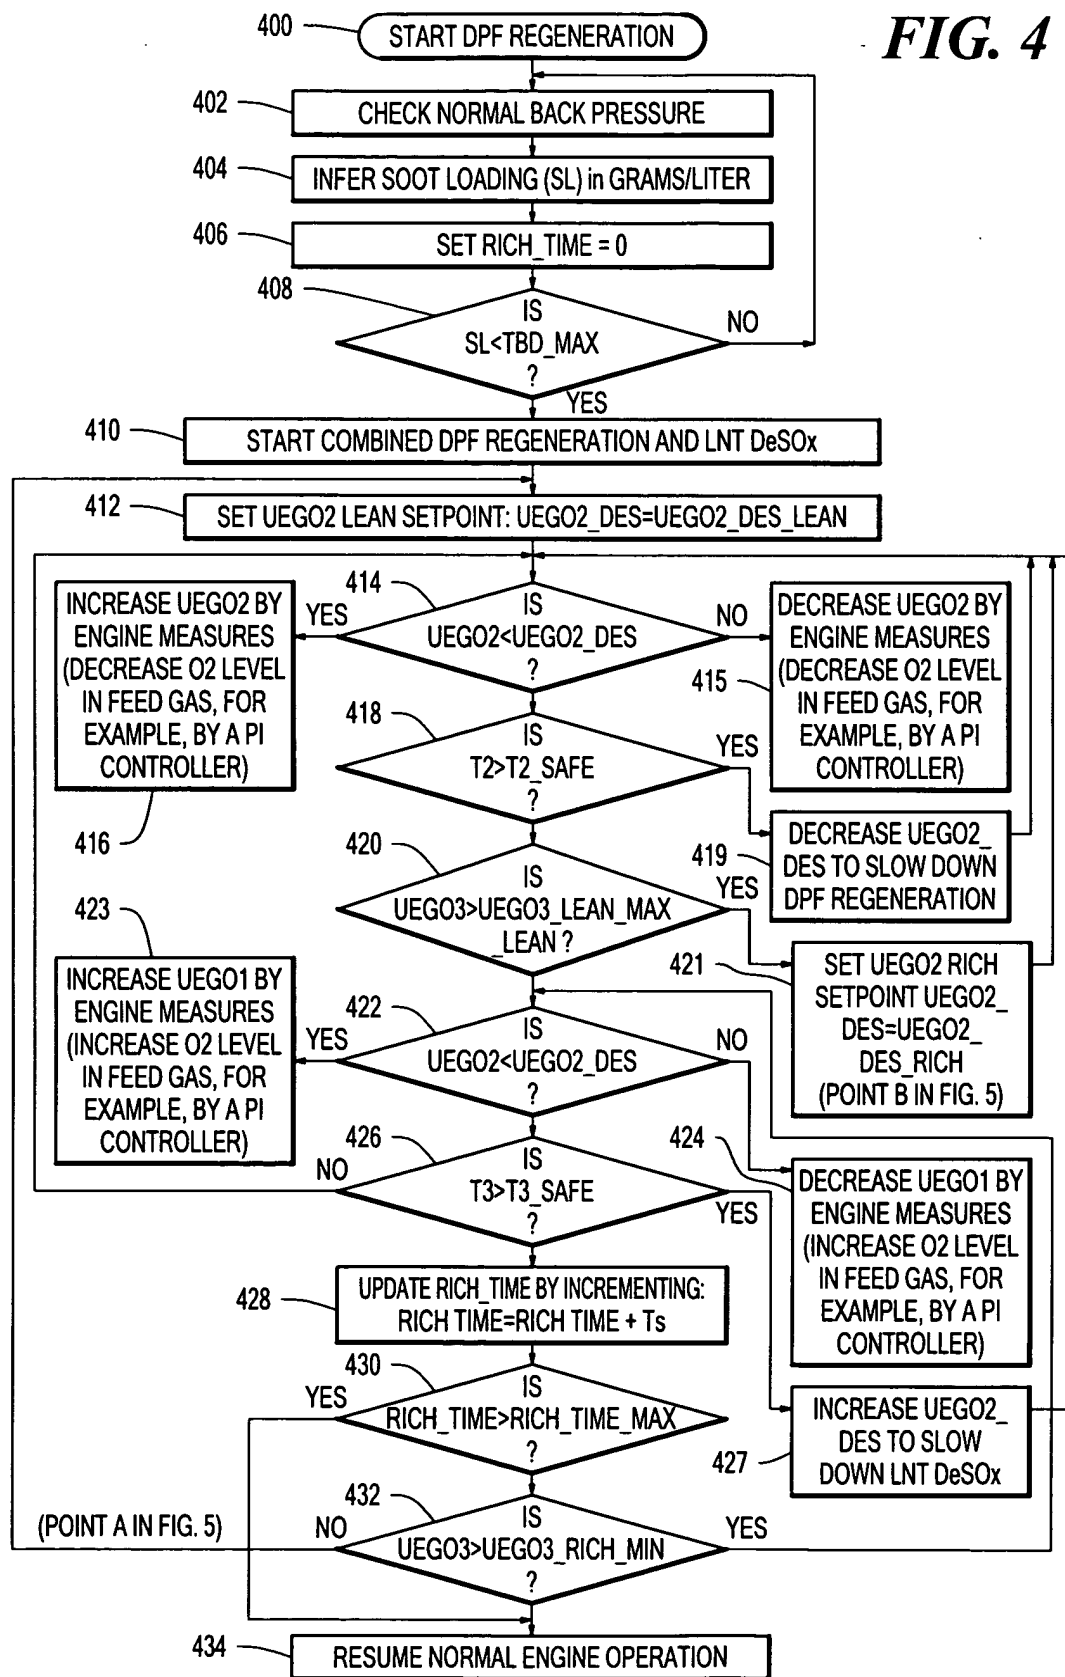 FIG. 4
400
START DPF REGENERATION
402
CHECK NORMAL BACK PRESSURE
404
INFER SOOT LOADING (SL) in GRAMS/LITER
406
SET RICH_TIME = 0
408
IS
SL<TBD_MAX
?
NO
YES
410
START COMBINED DPF REGENERATION AND LNT DeSOx
412
SET UEGO2 LEAN SETPOINT: UEGO2_DES=UEGO2_DES_LEAN
414
IS
UEGO2<UEGO2_DES
?
YES
NO
INCREASE UEGO2 BY
ENGINE MEASURES
(DECREASE O2 LEVEL
IN FEED GAS, FOR
EXAMPLE, BY A PI
CONTROLLER)
416
DECREASE UEGO2 BY
ENGINE MEASURES
(DECREASE O2 LEVEL
IN FEED GAS, FOR
EXAMPLE, BY A PI
CONTROLLER)
415
418
IS
T2>T2_SAFE
?
YES
DECREASE UEGO2_
DES TO SLOW DOWN
DPF REGENERATION
419
420
IS
UEGO3>UEGO3_LEAN_MAX
_LEAN ?
YES
421
SET UEGO2 RICH
SETPOINT UEGO2_
DES=UEGO2_
DES_RICH
(POINT B IN FIG. 5)
423
INCREASE UEGO1 BY
ENGINE MEASURES
(INCREASE O2 LEVEL
IN FEED GAS, FOR
EXAMPLE, BY A PI
CONTROLLER)
422
IS
UEGO2<UEGO2_DES
?
YES
NO
424
DECREASE UEGO1 BY
ENGINE MEASURES
(INCREASE O2 LEVEL
IN FEED GAS, FOR
EXAMPLE, BY A PI
CONTROLLER)
426
IS
T3>T3_SAFE
?
NO
YES
428
UPDATE RICH_TIME BY INCREMENTING:
RICH TIME=RICH TIME + Ts
430
IS
RICH_TIME>RICH_TIME_MAX
?
YES
427
INCREASE UEGO2_
DES TO SLOW
DOWN LNT DeSOx
432
IS
UEGO3>UEGO3_RICH_MIN
?
NO
YES
(POINT A IN FIG. 5)
434
RESUME NORMAL ENGINE OPERATION